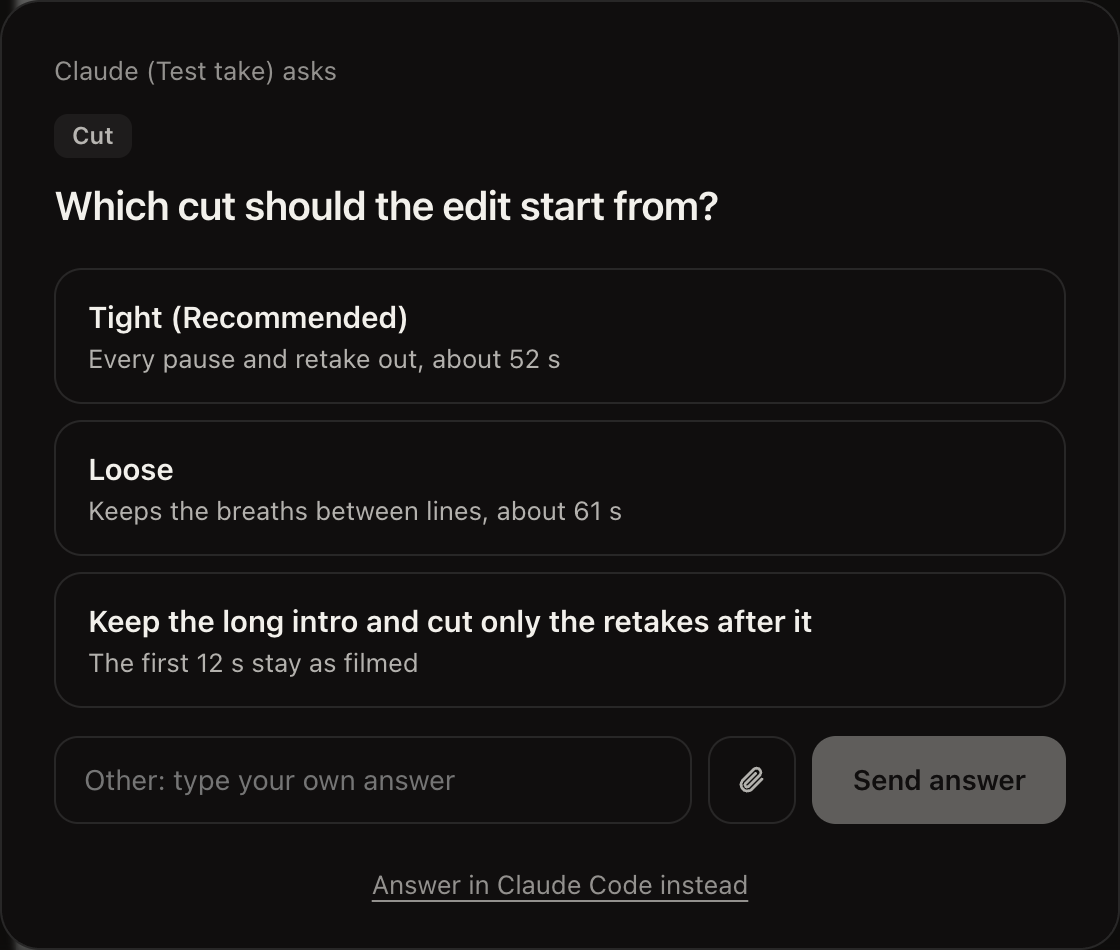 Claude (Test take) asks
Cut
Which cut should the edit start from?
Tight (Recommended)
Every pause and retake out, about 52 s
Loose
Keeps the breaths between lines, about 61 s
Keep the long intro and cut only the retakes after it
The first 12 s stay as filmed
Other: type your own answer
Send answer
Answer in Claude Code instead